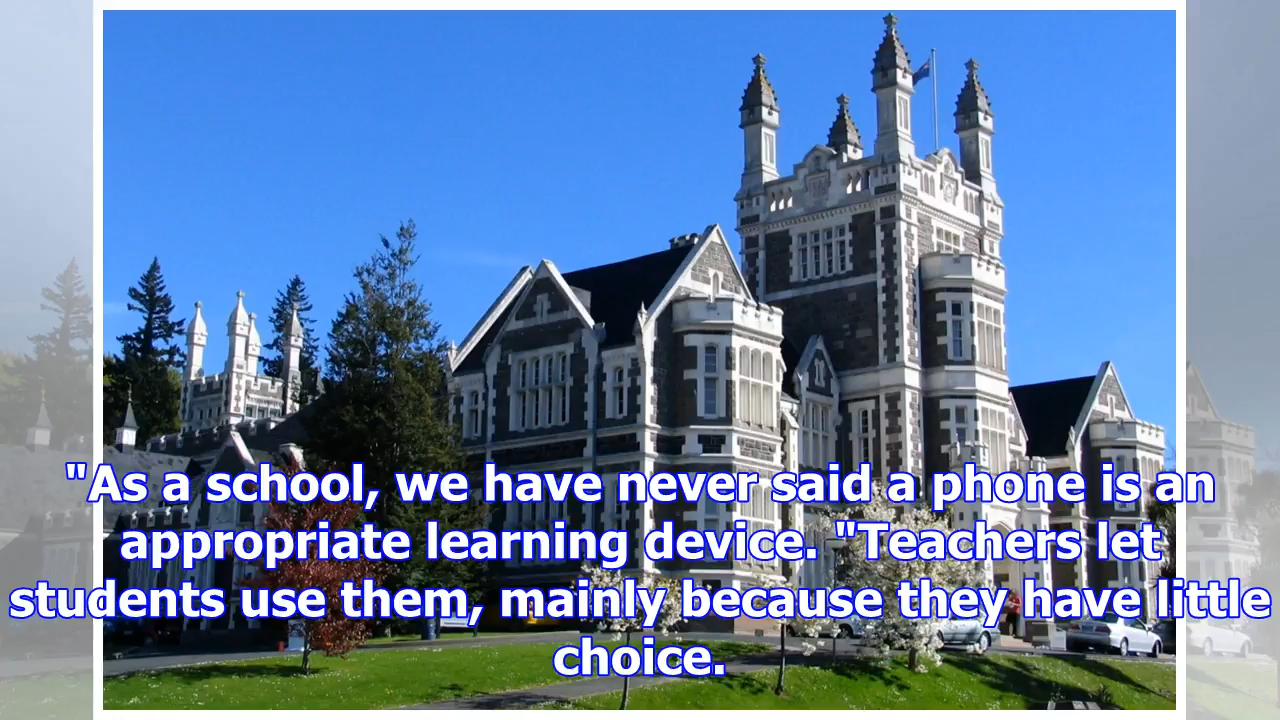 "As a school, we have never said a phone is an
appropriate learning device. "Teachers let
students use them, mainly because they have little
choice.